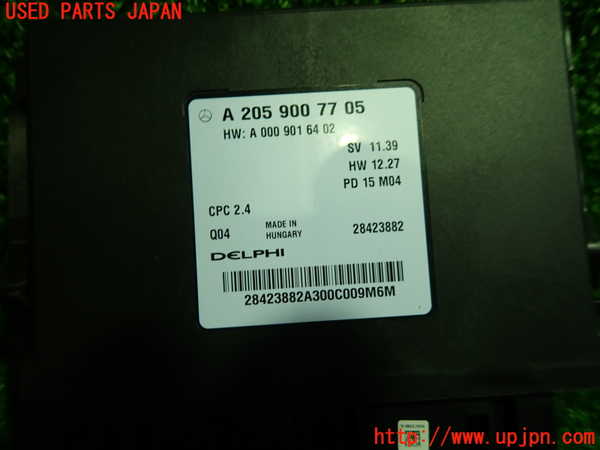 USED PARTS JAPAN
A 205 900 77 05
HW: A 000 901 64 02
SV 11.39
HW 12.27
PD 15 M04
CPC 2.4
Q04
MADE IN
HUNGARY
28423882
DELPHI
28423882A300C009M6M
http://www.upjpn.com/